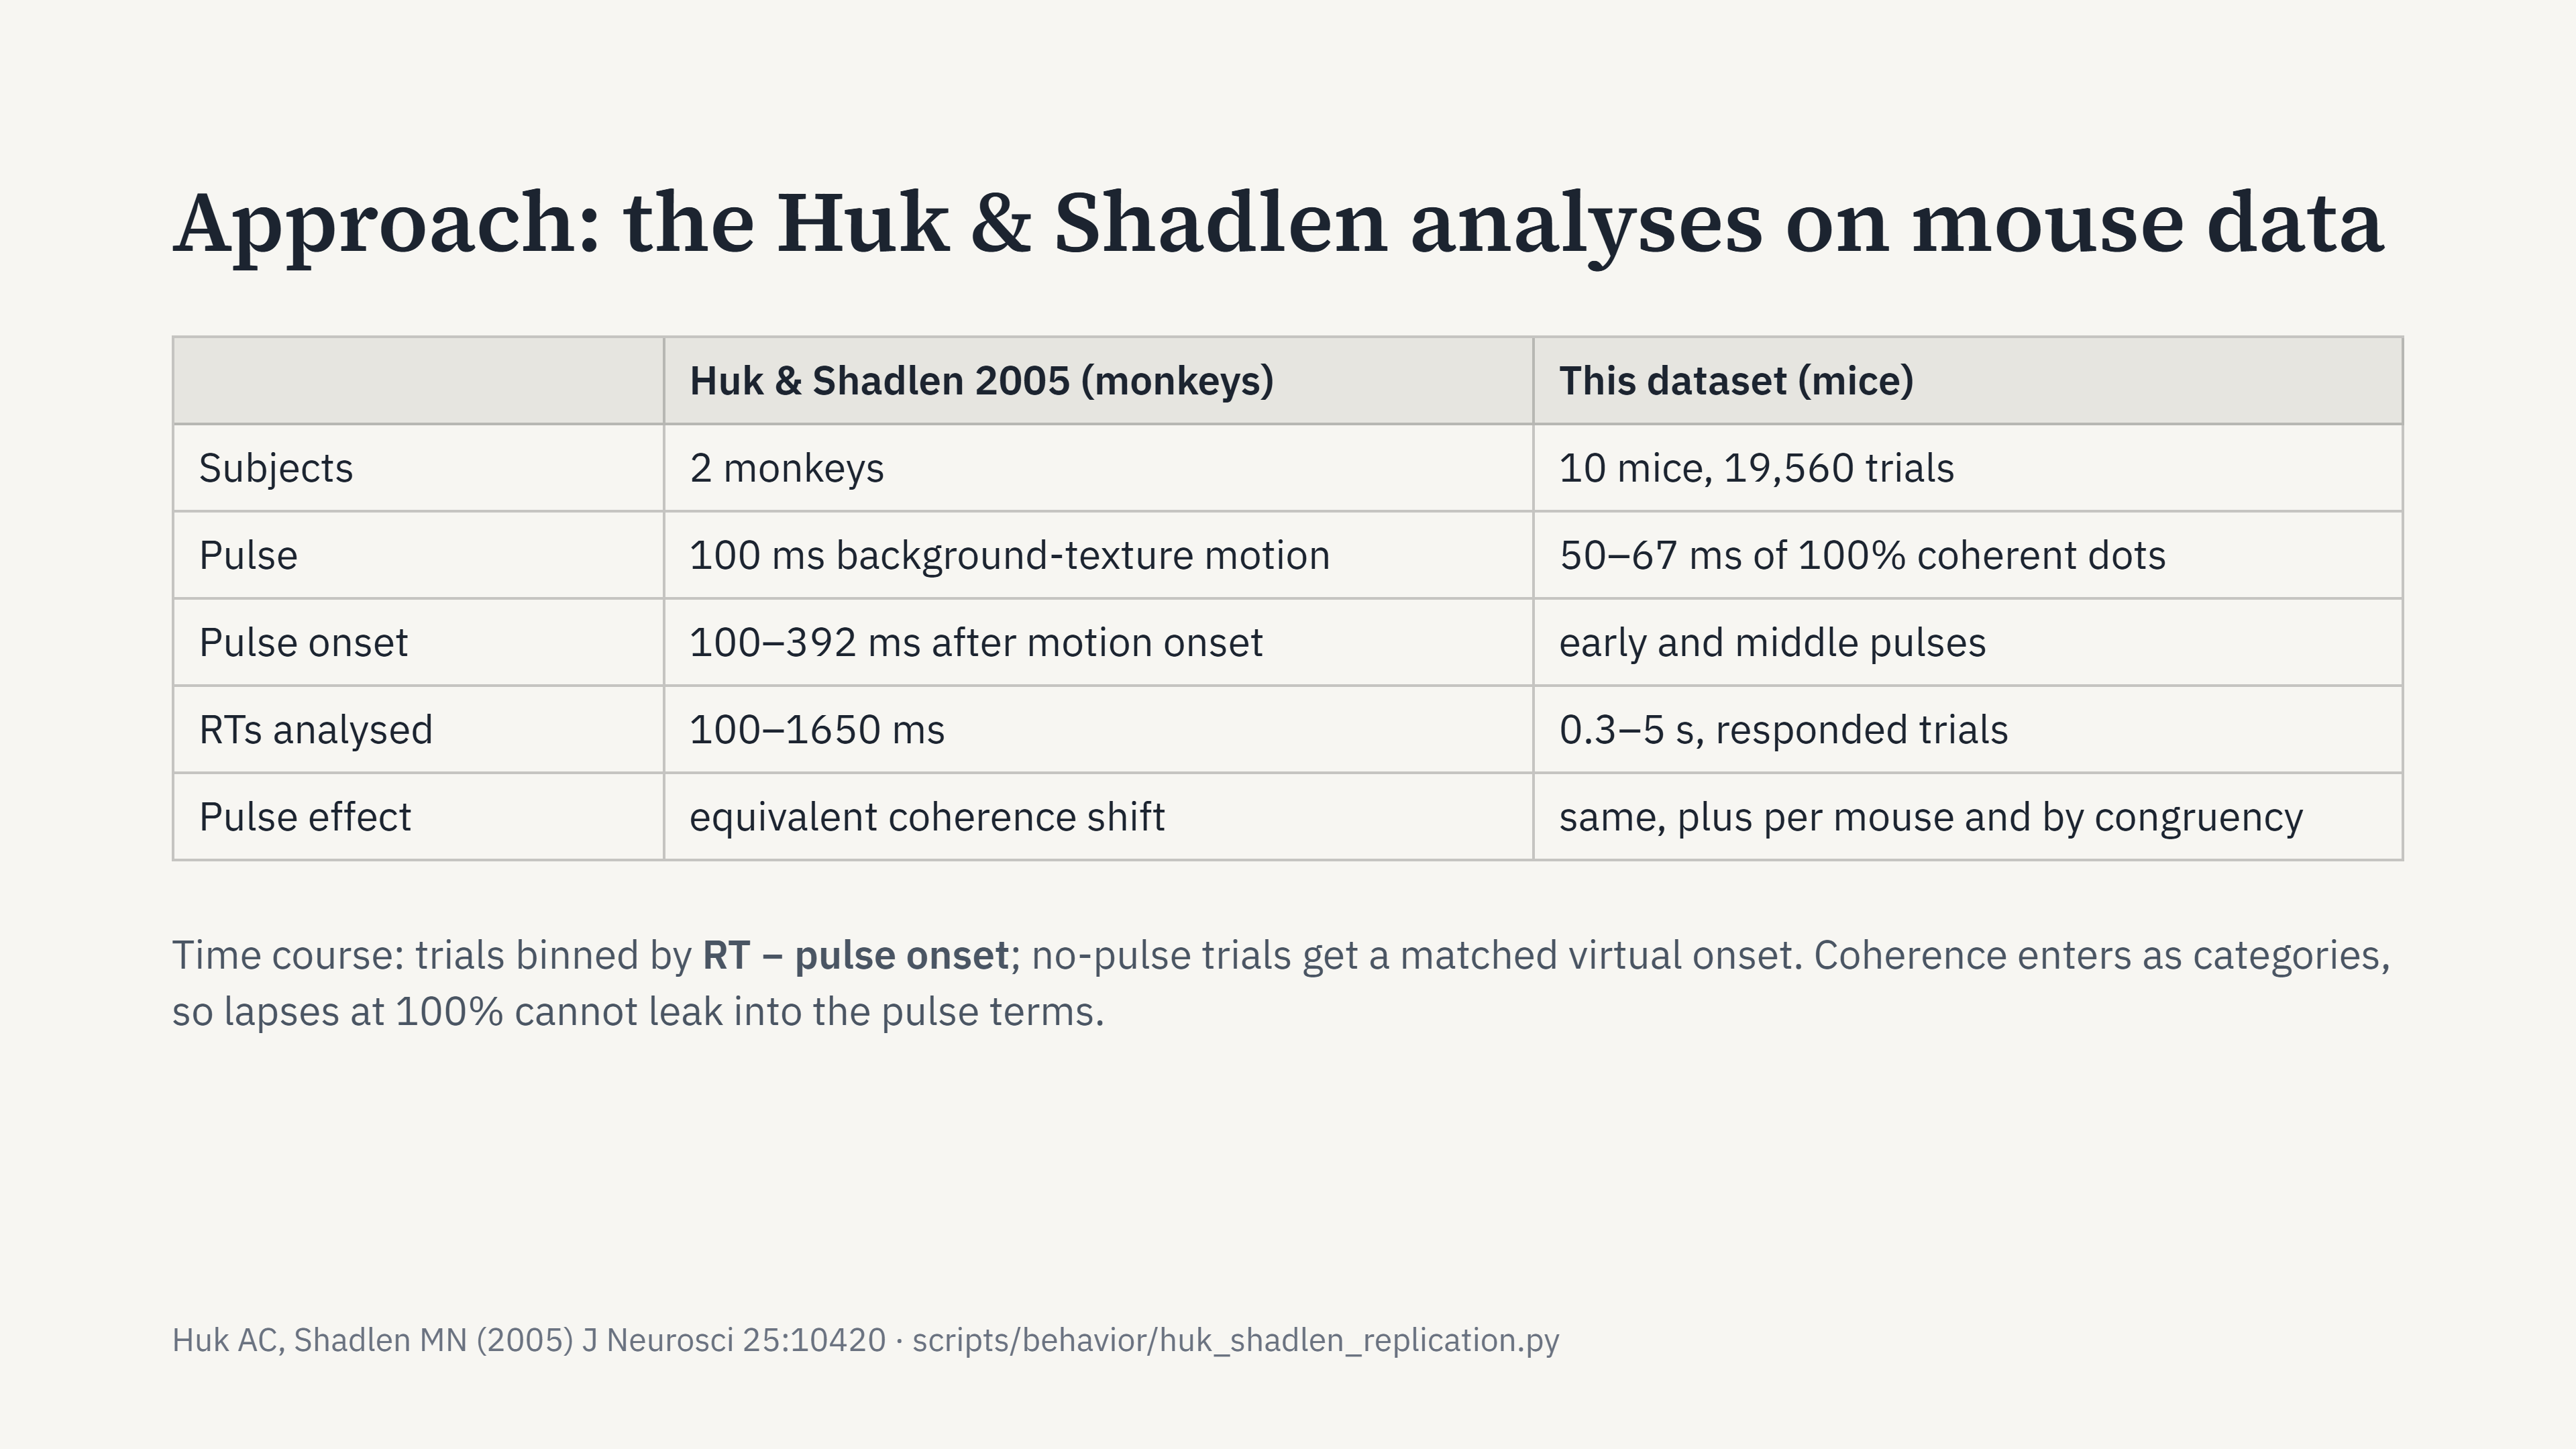 Approach: the Huk & Shadlen analyses on mouse data
Huk & Shadlen 2005 (monkeys) This dataset (mice)
Subjects 2 monkeys 10 mice, 19,560 trials
Pulse 100 ms background-texture motion 50–67 ms of 100% coherent dots
Pulse onset 100–392 ms after motion onset early and middle pulses
RTs analysed 100–1650 ms 0.3–5 s, responded trials
Pulse effect equivalent coherence shift same, plus per mouse and by congruency
Time course: trials binned by RT – pulse onset; no-pulse trials get a matched virtual onset. Coherence enters as categories,
so lapses at 100% cannot leak into the pulse terms.
Huk AC, Shadlen MN (2005) J Neurosci 25:10420 · scripts/behavior/huk_shadlen_replication.py